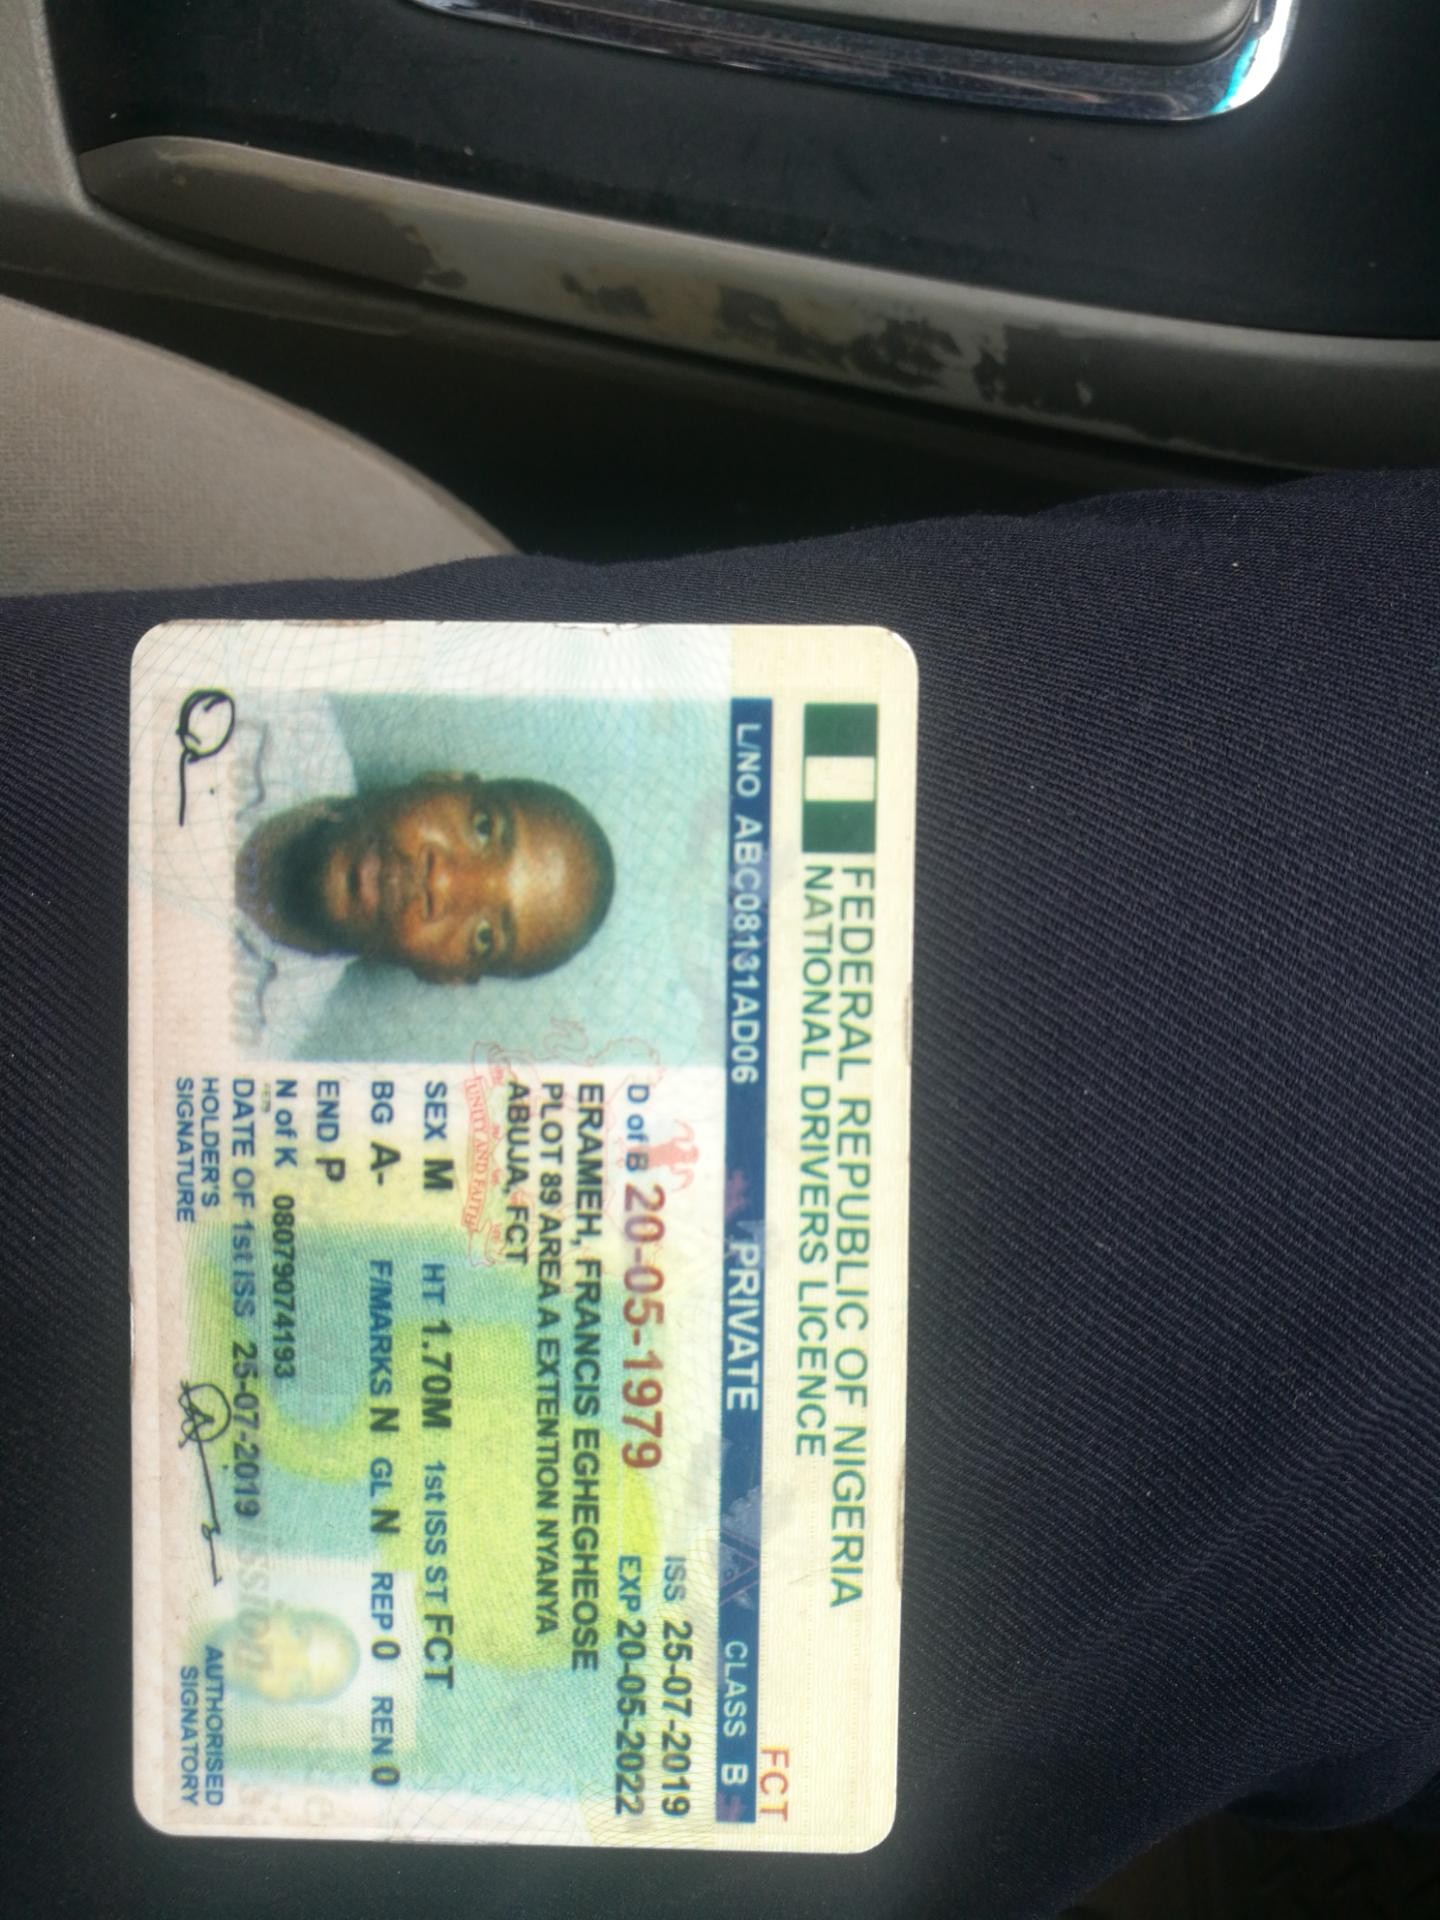 FEDERAL REPUBLIC OF NIGERIA
NATIONAL DRIVERS LICENCE
FCT
L/NO ABC08131AD06 PRIVATE CLASS B
ISS 25-07-2019
D of B 20-05-1979 EXP 20-05-2022
ERAMEH, FRANCIS EGHEGHEOSE
PLOT 89 AREA A EXTENTION NYANYA
ABUJA, FCT
UNITY AND FAITH
SEX M HT 1.70M 1st ISS ST FCT
BG A- F/MARKS N GL N REP 0 REN 0
END P
N of K 08079074193
DATE OF 1st ISS 25-07-2019
HOLDER'S
SIGNATURE
AUTHORISED
SIGNATORY